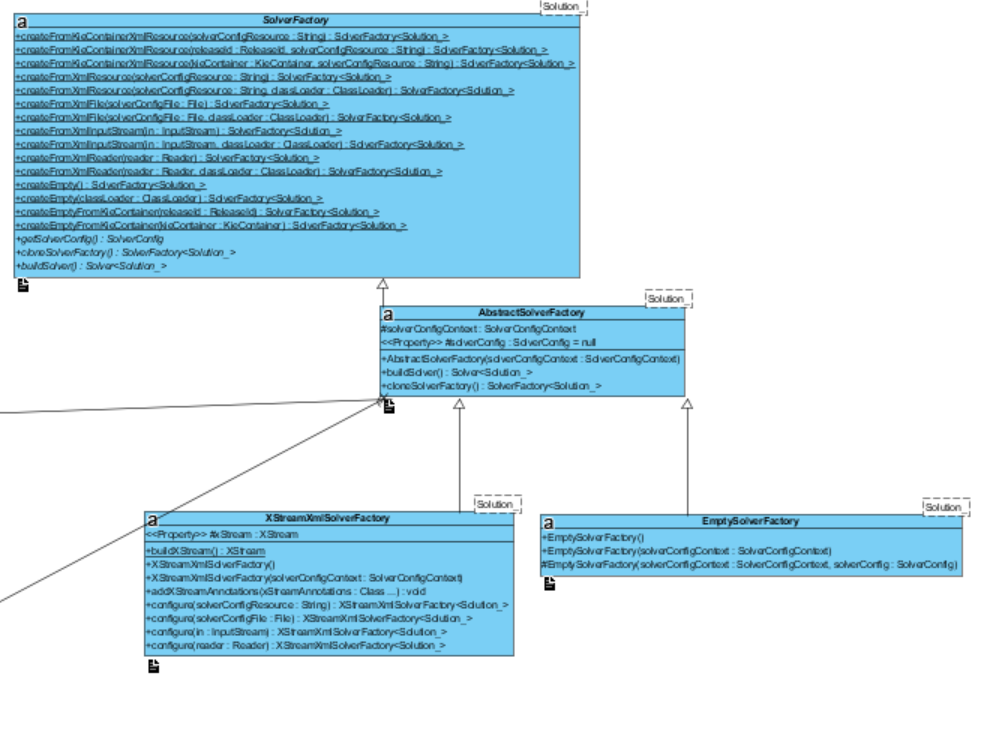 Solution_
a
SolverFactory
+createFromKieContainerXmlResource(solverConfigResource : String) : SolverFactory<Solution_>
+createFromKieContainerXmlResource(releaseId : ReleaseId, solverConfigResource : String) : SolverFactory<Solution_>
+createFromKieContainerXmlResource(kieContainer : KieContainer, solverConfigResource : String) : SolverFactory<Solution_>
+createFromXmlResource(solverConfigResource : String) : SolverFactory<Solution_>
+createFromXmlResource(solverConfigResource : String, classLoader : ClassLoader) : SolverFactory<Solution_>
+createFromXmlFile(solverConfigFile : File) : SolverFactory<Solution_>
+createFromXmlFile(solverConfigFile : File, classLoader : ClassLoader) : SolverFactory<Solution_>
+createFromXmlInputStream(in : InputStream) : SolverFactory<Solution_>
+createFromXmlInputStream(in : InputStream, classLoader : ClassLoader) : SolverFactory<Solution_>
+createFromXmlReader(reader : Reader) : SolverFactory<Solution_>
+createFromXmlReader(reader : Reader, classLoader : ClassLoader) : SolverFactory<Solution_>
+createEmpty() : SolverFactory<Solution_>
+createEmpty(classLoader : ClassLoader) : SolverFactory<Solution_>
+createEmptyFromKieContainer(releaseId : ReleaseId) : SolverFactory<Solution_>
+createEmptyFromKieContainer(kieContainer : KieContainer) : SolverFactory<Solution_>
+getSolverConfig() : SolverConfig
+cloneSolverFactory() : SolverFactory<Solution_>
+buildSolver() : Solver<Solution_>
Solution_
a
AbstractSolverFactory
#solverConfigContext : SolverConfigContext
<<Property>> #solverConfig : SolverConfig = null
+AbstractSolverFactory(solverConfigContext : SolverConfigContext)
+buildSolver() : Solver<Solution_>
+cloneSolverFactory() : SolverFactory<Solution_>
Solution_
a
XStreamXmlSolverFactory
<<Property>> #xStream : XStream
+buildXStream() : XStream
+XStreamXmlSolverFactory()
+XStreamXmlSolverFactory(solverConfigContext : SolverConfigContext)
+addXStreamAnnotations(xStreamAnnotations : Class ...) : void
+configure(solverConfigResource : String) : XStreamXmlSolverFactory<Solution_>
+configure(solverConfigFile : File) : XStreamXmlSolverFactory<Solution_>
+configure(in : InputStream) : XStreamXmlSolverFactory<Solution_>
+configure(reader : Reader) : XStreamXmlSolverFactory<Solution_>
Solution_
a
EmptySolverFactory
+EmptySolverFactory()
+EmptySolverFactory(solverConfigContext : SolverConfigContext)
#EmptySolverFactory(solverConfigContext : SolverConfigContext, solverConfig : SolverConfig)